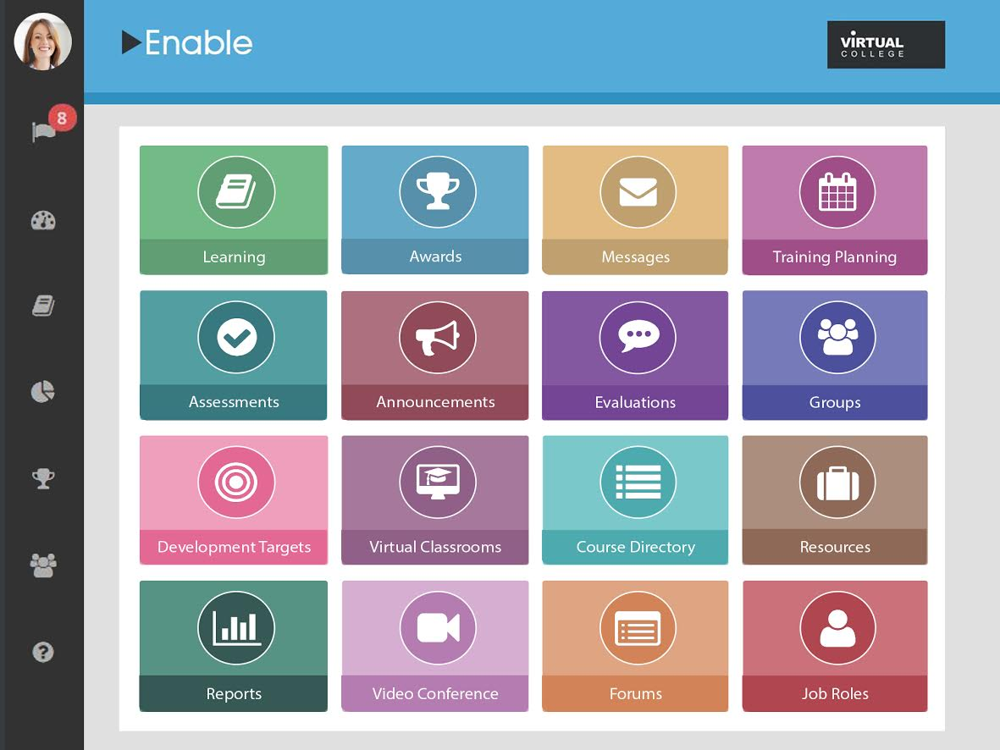 Enable
VIRTUAL
COLLEGE
8
Learning
Awards
Messages
Training Planning
Assessments
Announcements
Evaluations
Groups
Development Targets
Virtual Classrooms
Course Directory
Resources
Reports
Video Conference
Forums
Job Roles